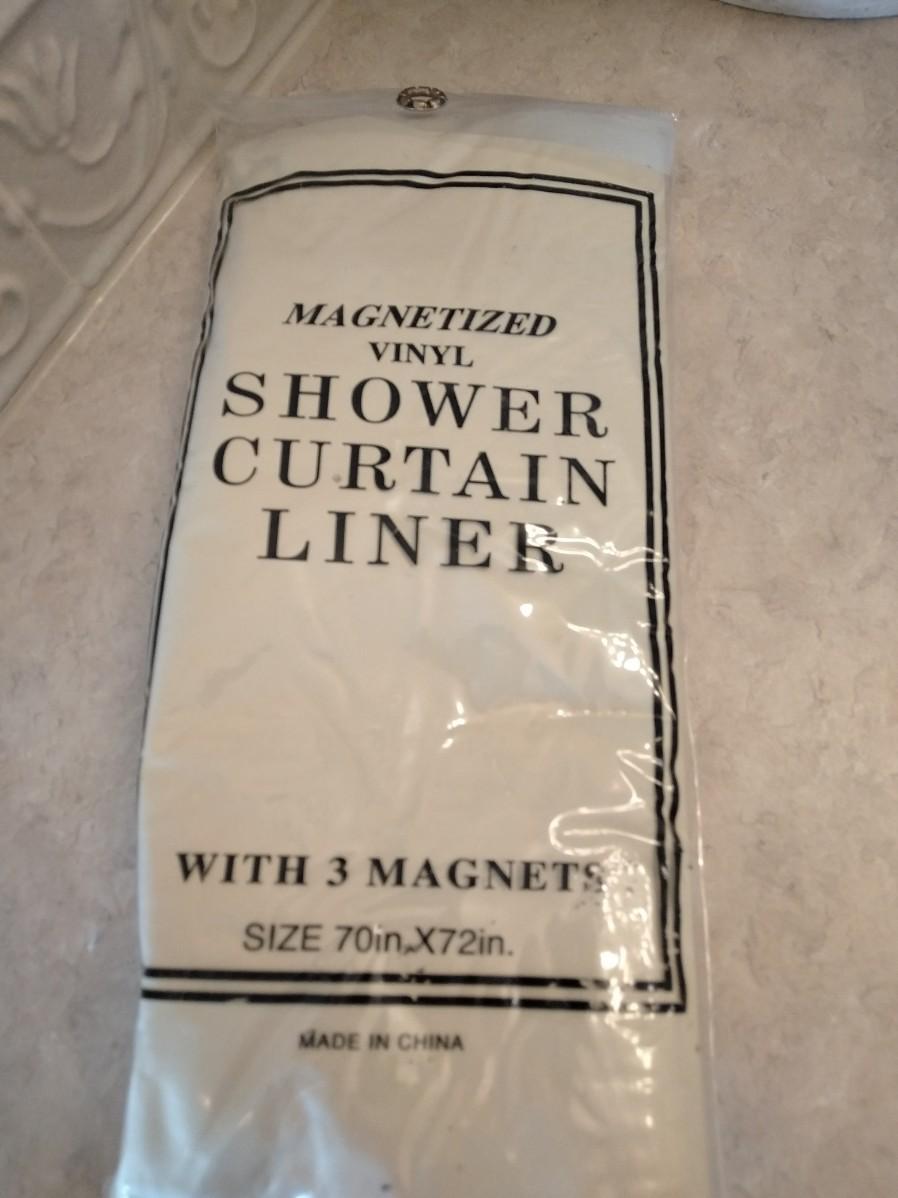 MAGNETIZED
VINYL
SHOWER
CURTAIN
LINER
WITH 3 MAGNETS
SIZE 70in.X72in.
MADE IN CHINA